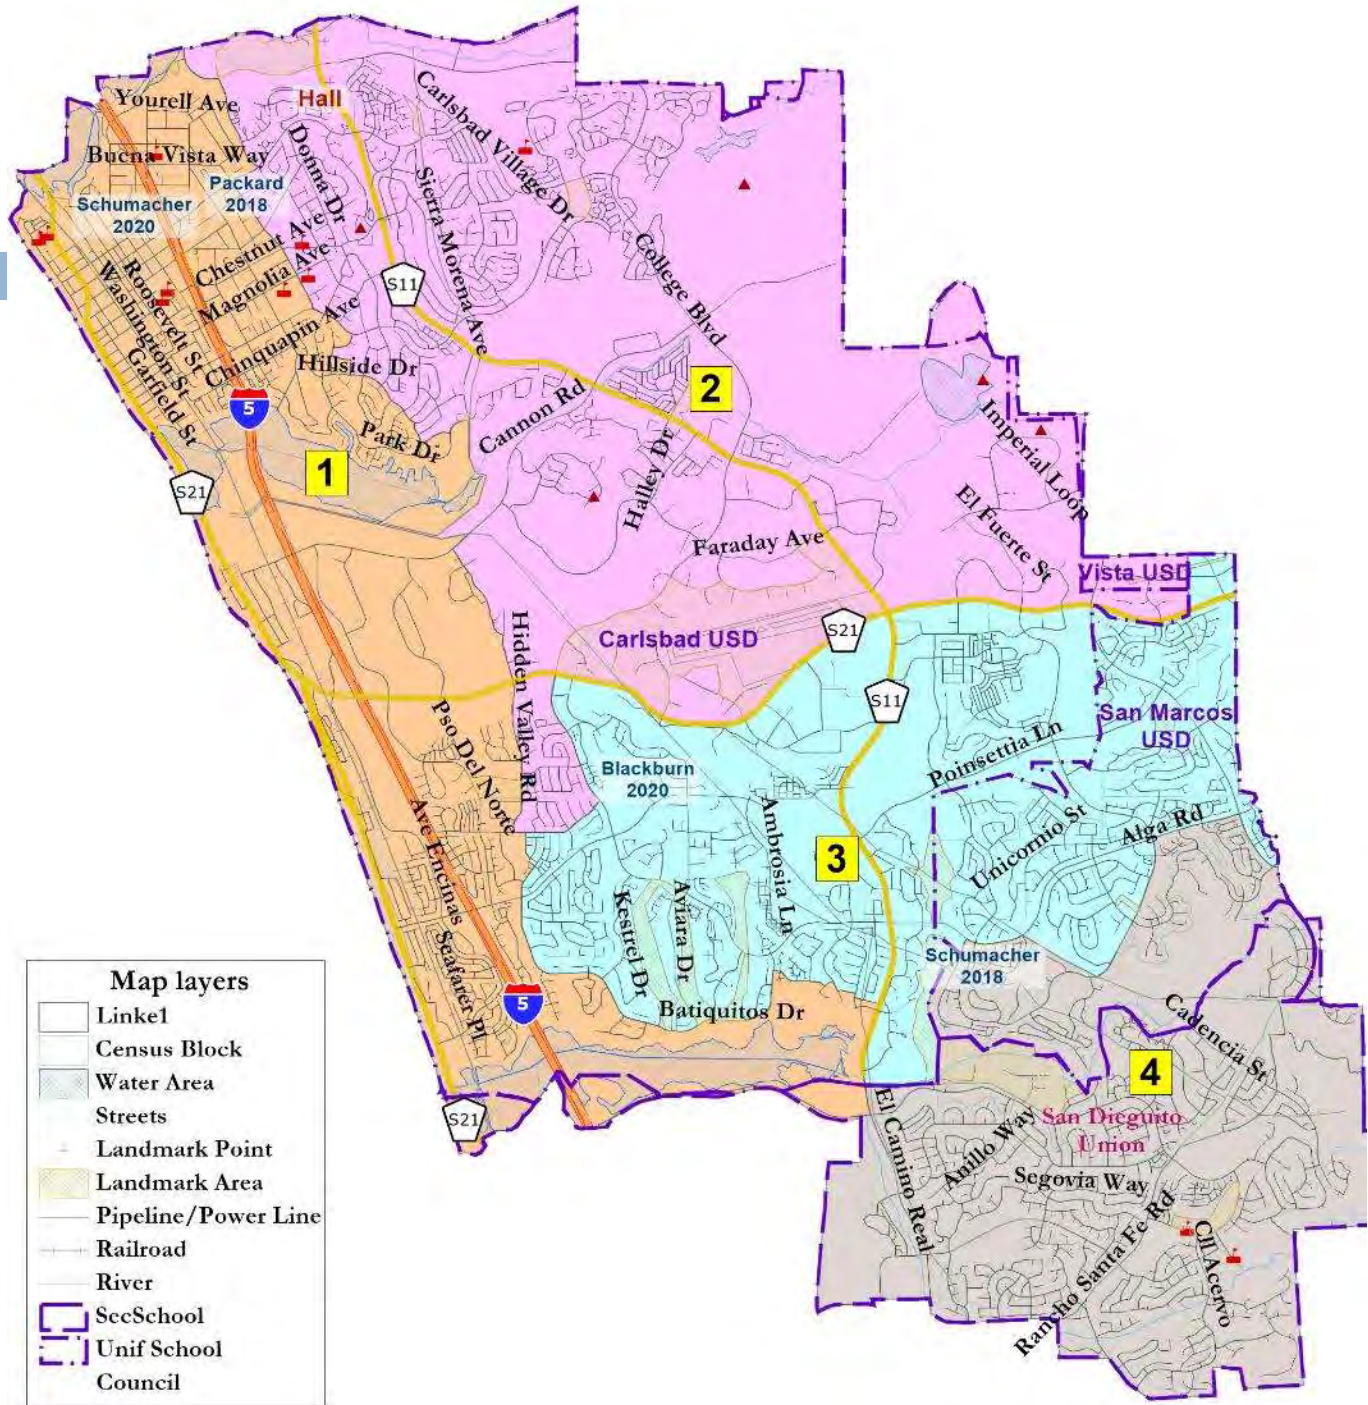 Yourell Ave
Hall
Carlsbad Village Dr
Buena Vista Way
Donna Dr
Sierra Morena Ave
Packard
2018
Schumacher
2020
Chestnut Ave
Magnolia Ave
College Blvd
S11
Roosevelt St
Washington St
Garfield St
Chinquapin Ave
Hillside Dr
5
2
Cannon Rd
Imperial Loop
Park Dr
1
S21
Halley Dr
El Fuerte St
Faraday Ave
Vista USD
Carlsbad USD
S21
Hidden Valley Rd
S11
San Marcos
USD
Pso Del Norte
Poinsettia Ln
Blackburn
2020
Ave Encinas
Ambrosia Ln
Unicornio St
Alga Rd
3
Kestrel Dr
Aviara Dr
Seafarer Pl
Schumacher
2018
5
Batiquitos Dr
Cadencia St
4
S21
El Camino Real
Anillo Way
San Dieguito
Union
Segovia Way
Rancho Santa Fe Rd
Cll Acervo
Map layers
Linke1
Census Block
Water Area
Streets
Landmark Point
Landmark Area
Pipeline/Power Line
Railroad
River
SecSchool
Unif School
Council